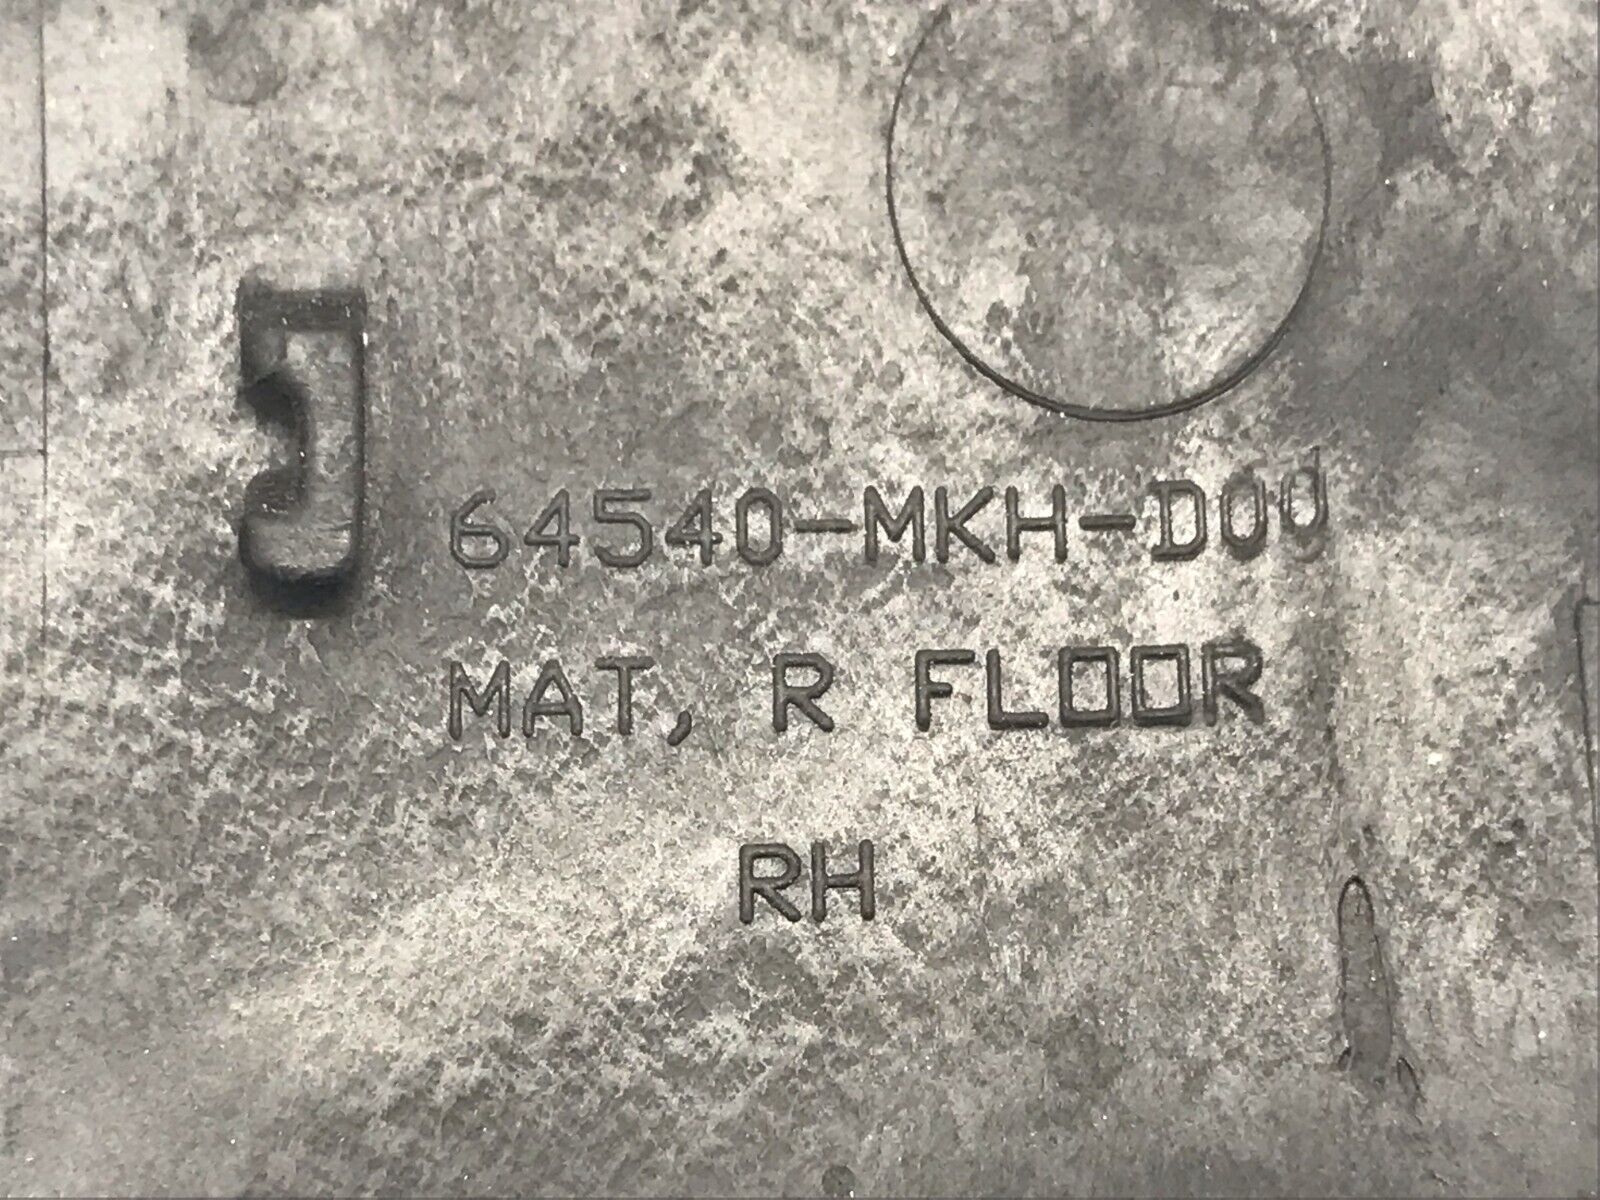 64540-MKH-D00
MAT, R FLOOR
RH